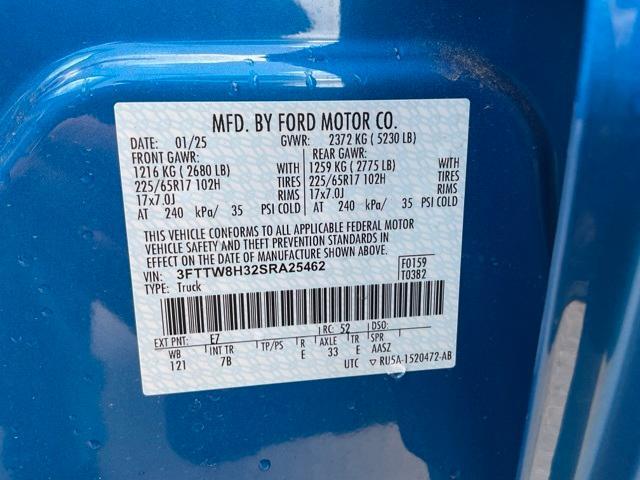 MFD. BY FORD MOTOR CO.
DATE: 01/25 GVWR: 2372 KG ( 5230 LB)
FRONT GAWR: REAR GAWR:
1216 KG ( 2680 LB) WITH 1259 KG ( 2775 LB) WITH
225/65R17 102H TIRES 225/65R17 102H TIRES
17x7.0J RIMS 17x7.0J RIMS
AT 240 kPa/ 35 PSI COLD AT 240 kPa/ 35 PSI COLD
THIS VEHICLE CONFORMS TO ALL APPLICABLE FEDERAL MOTOR
VEHICLE SAFETY AND THEFT PREVENTION STANDARDS IN
EFFECT ON THE DATE OF MANUFACTURE SHOWN ABOVE.
VIN: 3FTTW8H32SRA25462 F0159
TYPE: Truck T0382
EXT PNT: E7 RC: 52 DSO:
WB INT TR TP/PS R AXLE TR SPR
121 7B E 33 E AASZ
UTC ▽ RU5A-1520472-AB